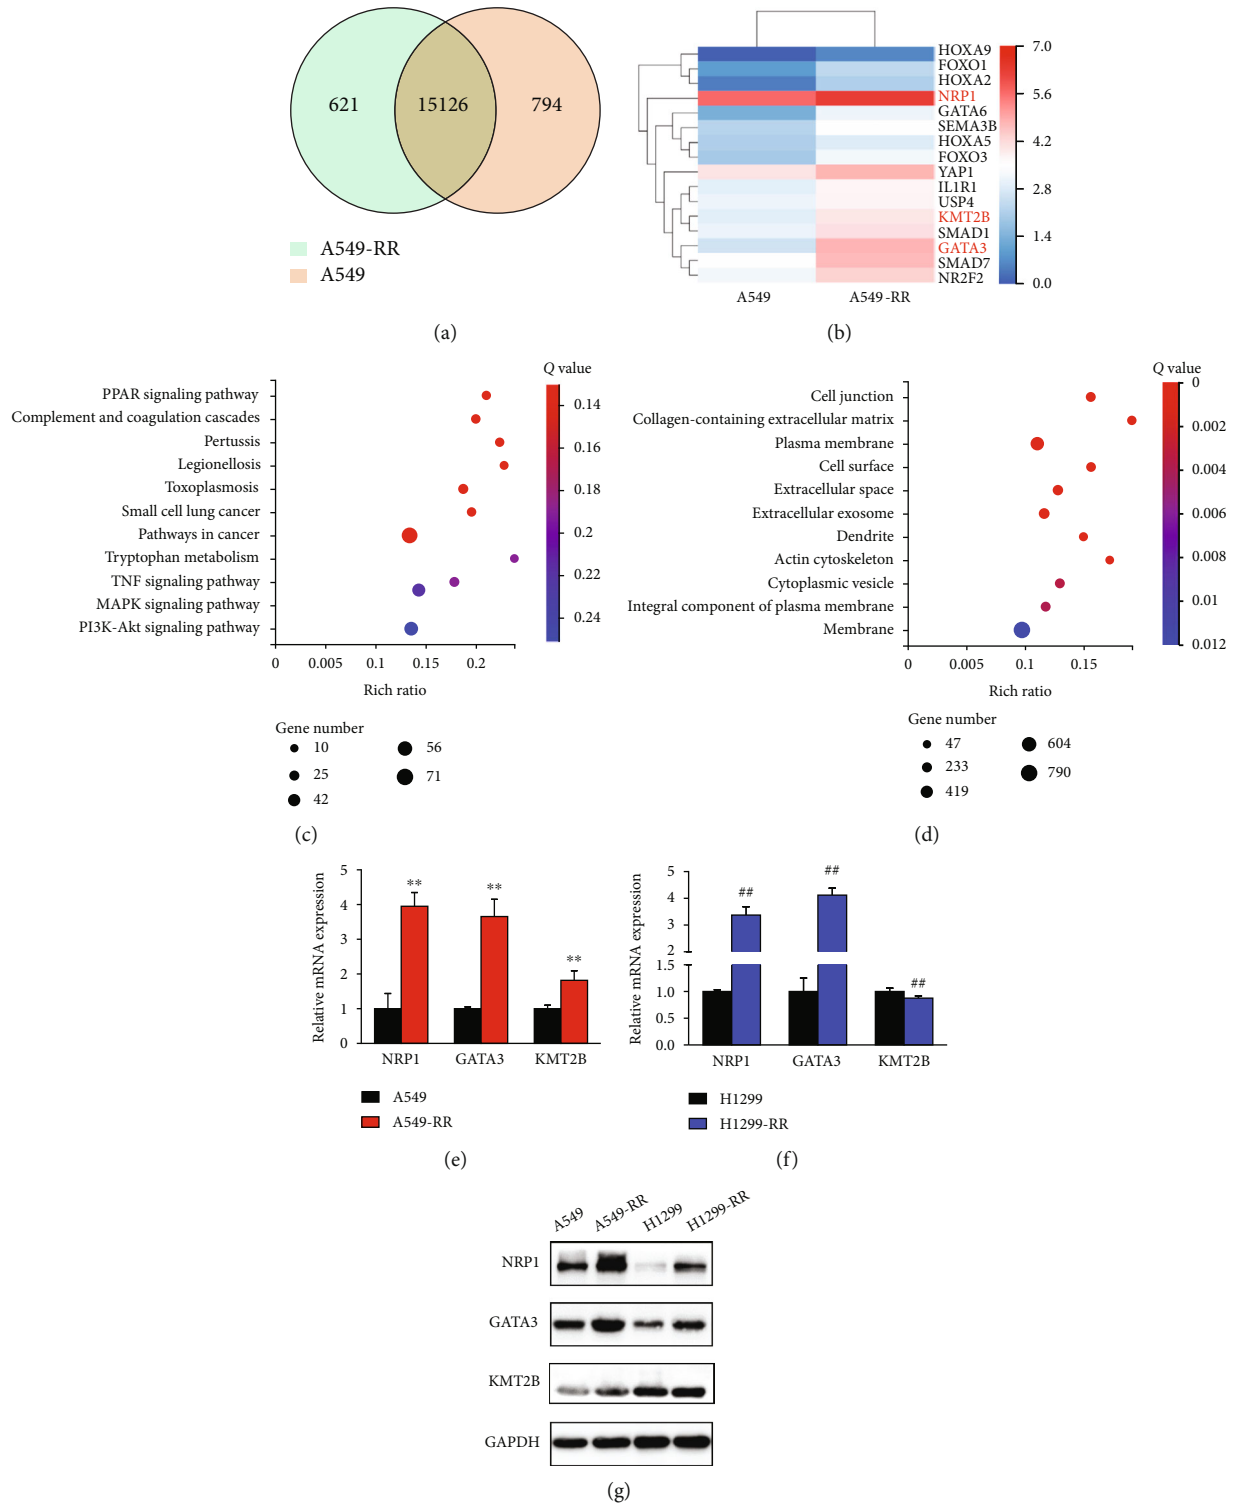 621
15126
794
A549-RR
A549
(a)
HOXA9
FOXO1
HOXA2
NRP1
GATA6
SEMA3B
HOXA5
FOXO3
YAP1
IL1R1
USP4
KMT2B
SMAD1
GATA3
SMAD7
NR2F2
A549
A549-RR
7.0
5.6
4.2
2.8
1.4
0.0
(b)
PPAR signaling pathway
Complement and coagulation cascades
Pertussis
Legionellosis
Toxoplasmosis
Small cell lung cancer
Pathways in cancer
Tryptophan metabolism
TNF signaling pathway
MAPK signaling pathway
PI3K-Akt signaling pathway
0 0.005 0.1 0.15 0.2
Rich ratio
Q value
0.14
0.16
0.18
0.2
0.22
0.24
Gene number
10
25
42
56
71
(c)
Cell junction
Collagen-containing extracellular matrix
Plasma membrane
Cell surface
Extracellular space
Extracellular exosome
Dendrite
Actin cytoskeleton
Cytoplasmic vesicle
Integral component of plasma membrane
Membrane
0 0.005 0.1 0.15
Rich ratio
Q value
0
0.002
0.004
0.006
0.008
0.01
0.012
Gene number
47
233
419
604
790
(d)
Relative mRNA expression
5
4
3
2
1
0
** ** **
NRP1 GATA3 KMT2B
A549
A549-RR
(e)
Relative mRNA expression
5
4
3
2
1.5
1.0
0.5
0.0
## ## ##
NRP1 GATA3 KMT2B
H1299
H1299-RR
(f)
A549 A549-RR H1299 H1299-RR
NRP1
GATA3
KMT2B
GAPDH
(g)